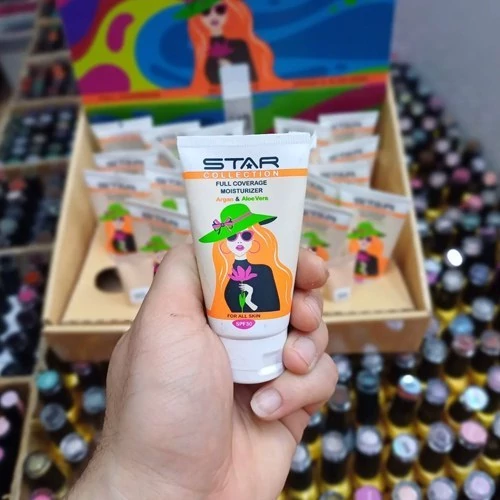 STAR
COLLECTION
FULL COVERAGE
MOISTURIZER
Argan & Aloe Vera
FOR ALL SKIN
SPF30